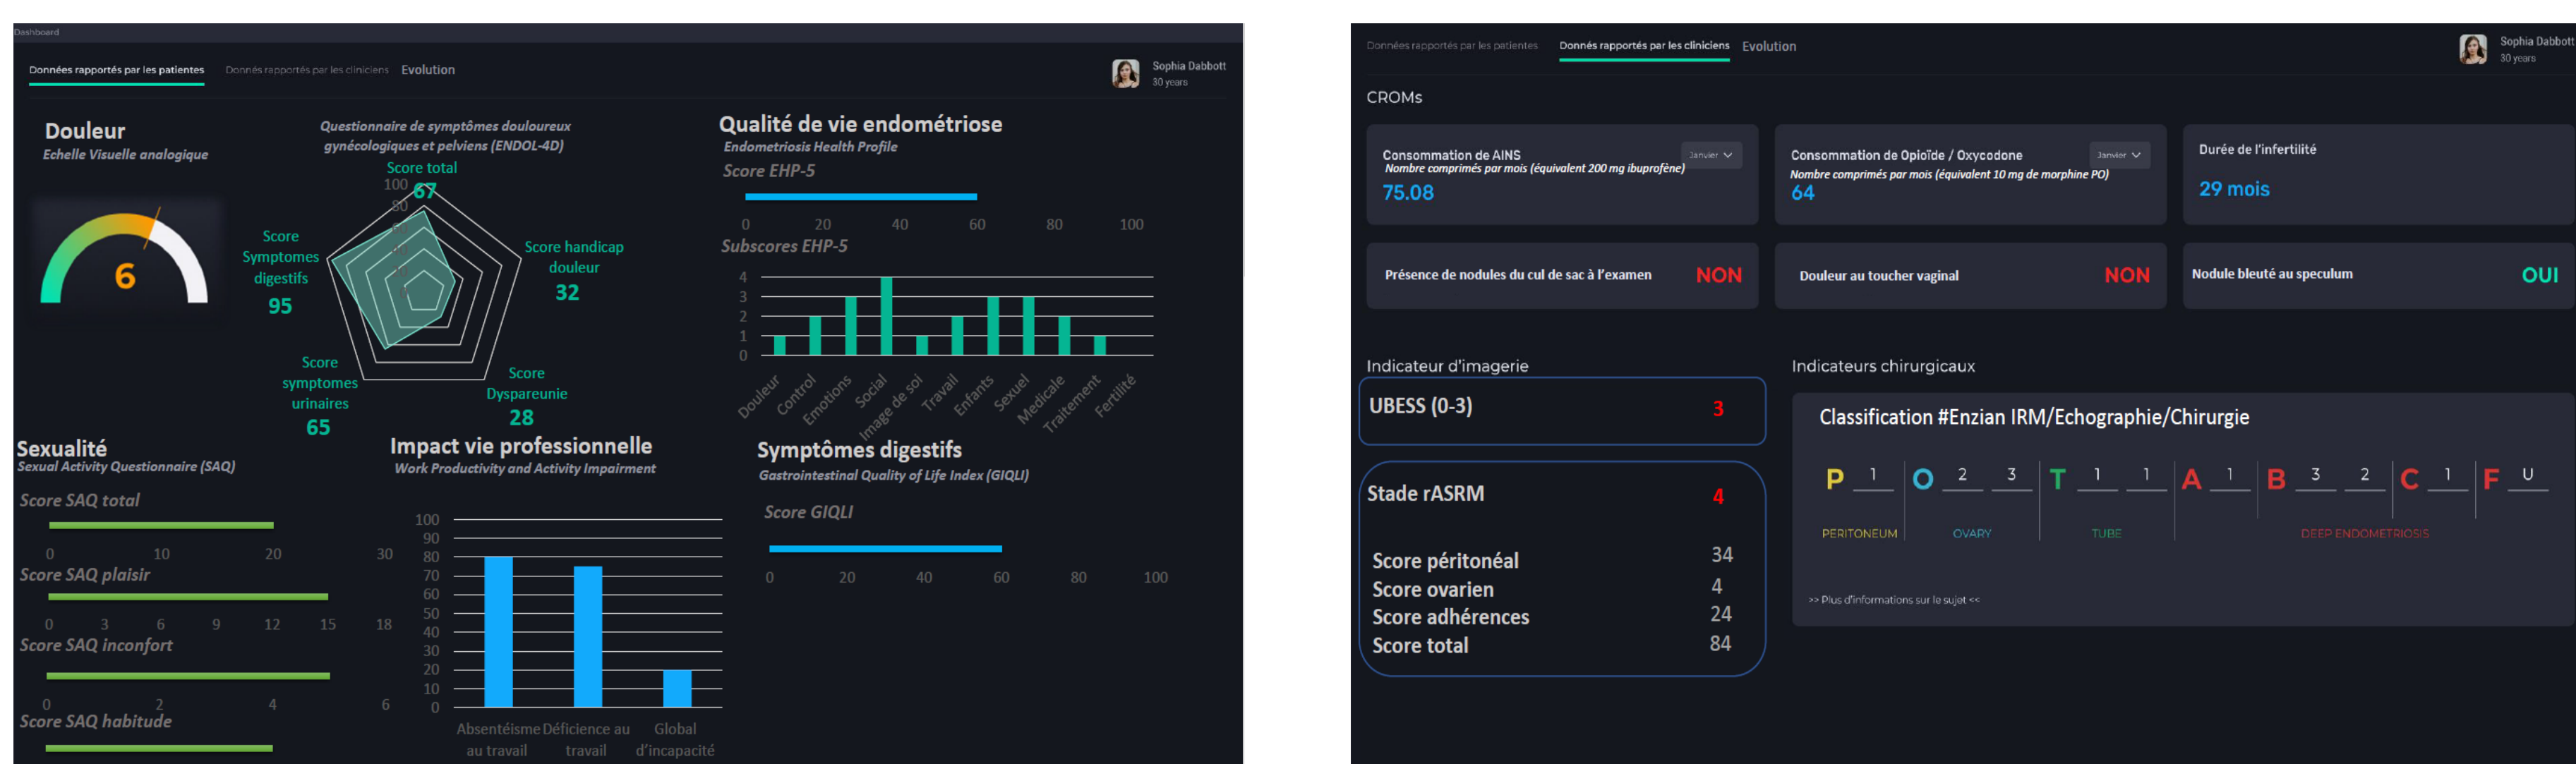 Dashboard
Données rapportés par les patientes
Donnés rapportés par les cliniciens
Evolution
Sophia Dabbott
30 years
Douleur
Echelle Visuelle analogique
6
Questionnaire de symptômes douloureux
gynécologiques et pelviens (ENDOL-4D)
Score total
67
100
80
Score handicap
douleur
32
Score
Dyspareunie
28
Score
symptomes
urinaires
65
Score
Symptomes
digestifs
95
Qualité de vie endométriose
Endometriosis Health Profile
Score EHP-5
0 20 40 60 80 100
Subscores EHP-5
4
3
2
1
0
Douleur
Control
Emotions
Social
Image de soi
Travail
Enfants
Sexuel
Medicale
Traitement
Fertilité
Sexualité
Sexual Activity Questionnaire (SAQ)
Score SAQ total
0 10 20 30
Score SAQ plaisir
0 3 6 9 12 15 18
Score SAQ inconfort
0 2 4 6
Score SAQ habitude
Impact vie professionnelle
Work Productivity and Activity Impairment
100
90
80
70
60
50
40
30
20
10
0
Absentéisme
au travail
Déficience au
travail
Global
d'incapacité
Symptômes digestifs
Gastrointestinal Quality of Life Index (GIQLI)
Score GIQLI
0 20 40 60 80 100
Données rapportés par les patientes
Donnés rapportés par les cliniciens
Evolution
Sophia Dabbott
30 years
CROMs
Consommation de AINS
Janvier
Nombre comprimés par mois (équivalent 200 mg ibuprofène)
75.08
Consommation de Opioïde / Oxycodone
Janvier
Nombre comprimés par mois (équivalent 10 mg de morphine PO)
64
Durée de l'infertilité
29 mois
Présence de nodules du cul de sac à l'examen NON
Douleur au toucher vaginal NON
Nodule bleuté au speculum OUI
Indicateur d'imagerie
UBESS (0-3) 3
Stade rASRM 4
Score péritonéal 34
Score ovarien 4
Score adhérences 24
Score total 84
Indicateurs chirurgicaux
Classification #Enzian IRM/Echographie/Chirurgie
P 1 O 2 3 T 1 1 A 1 B 3 2 C 1 F U
PERITONEUM OVARY TUBE DEEP ENDOMETRIOSIS
>> Plus d'informations sur le sujet <<